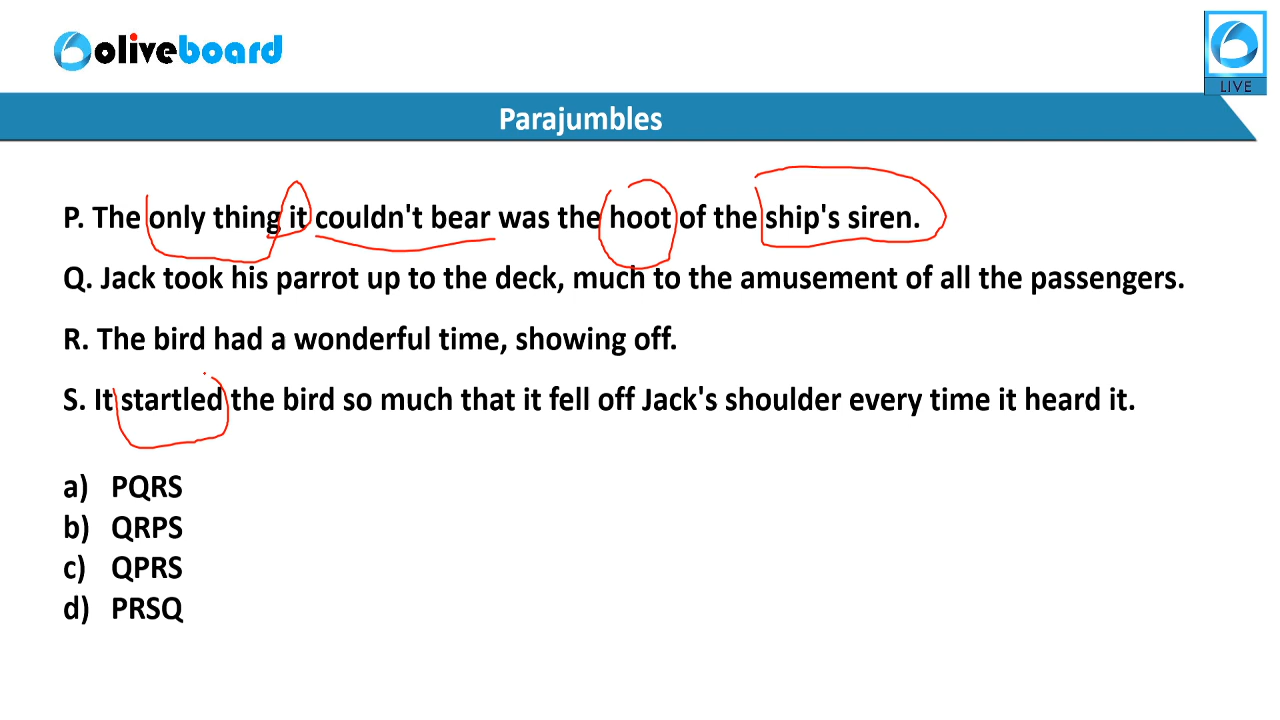 oliveboard
LIVE
Parajumbles
P. The only thing it couldn't bear was the hoot of the ship's siren.
Q. Jack took his parrot up to the deck, much to the amusement of all the passengers.
R. The bird had a wonderful time, showing off.
S. It startled the bird so much that it fell off Jack's shoulder every time it heard it.
a) PQRS
b) QRPS
c) QPRS
d) PRSQ